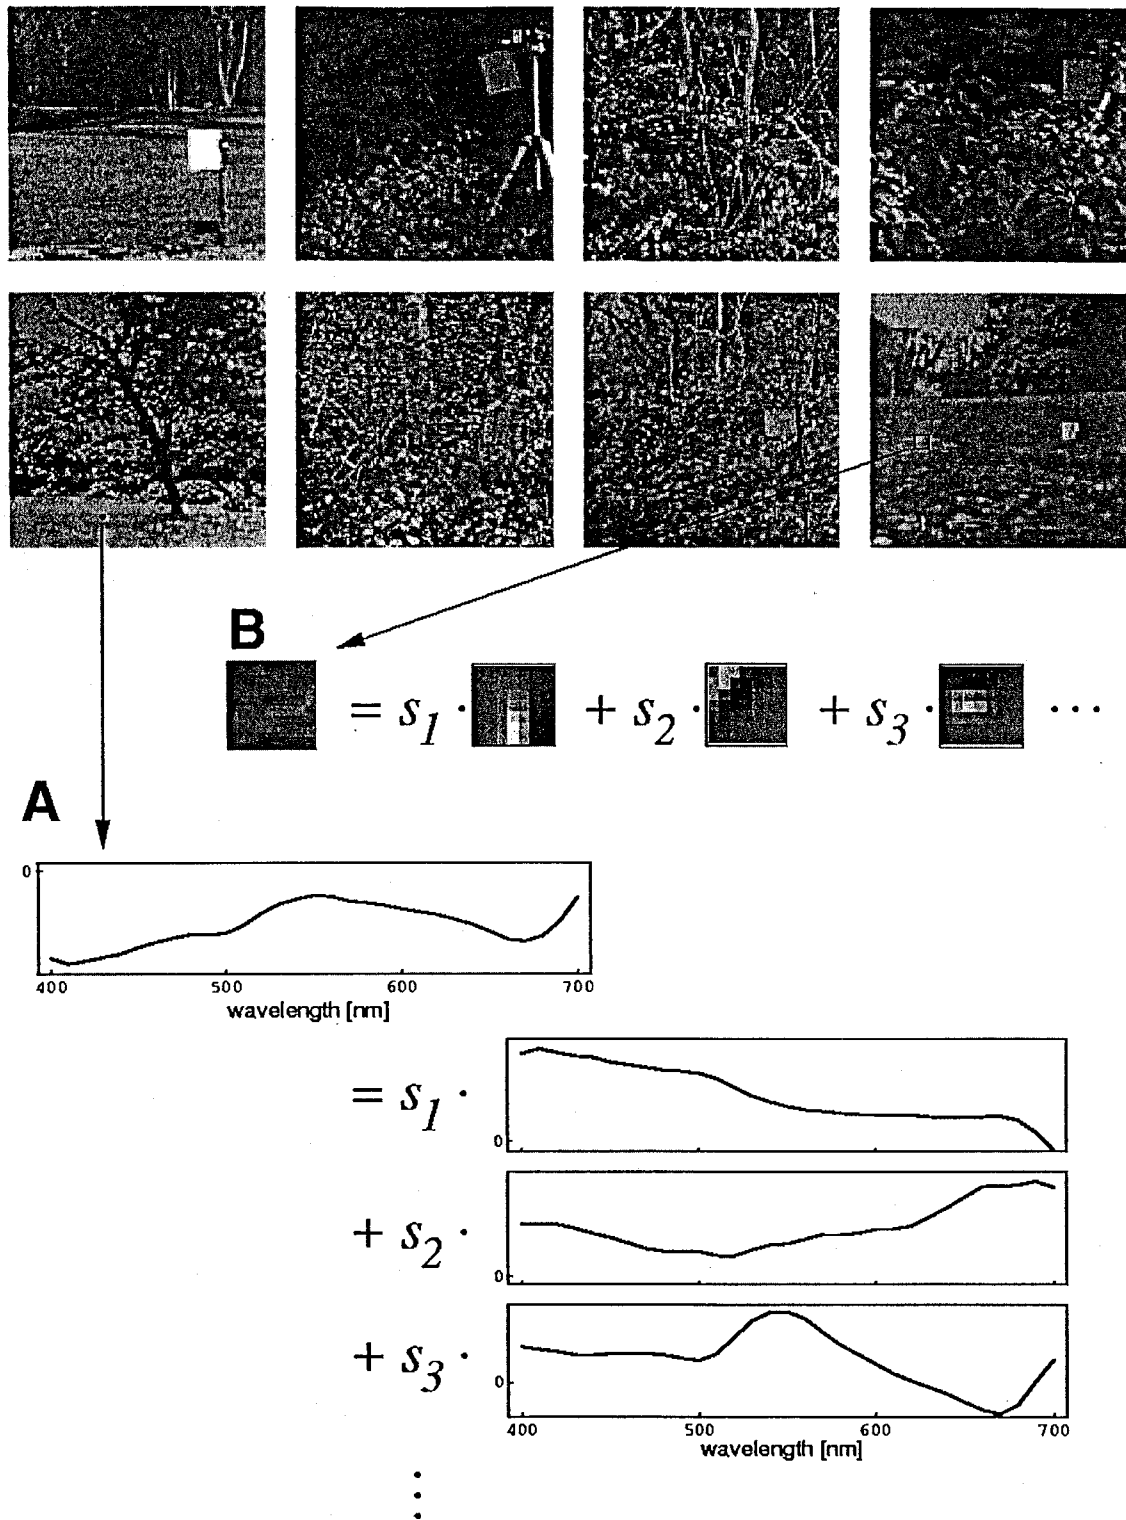 B
= s1 · + s2 · + s3 · ···
A
0
400 500 600 700
wavelength [nm]
= s1 ·
0
+ s2 ·
0
+ s3 ·
0
400 500 600 700
wavelength [nm]